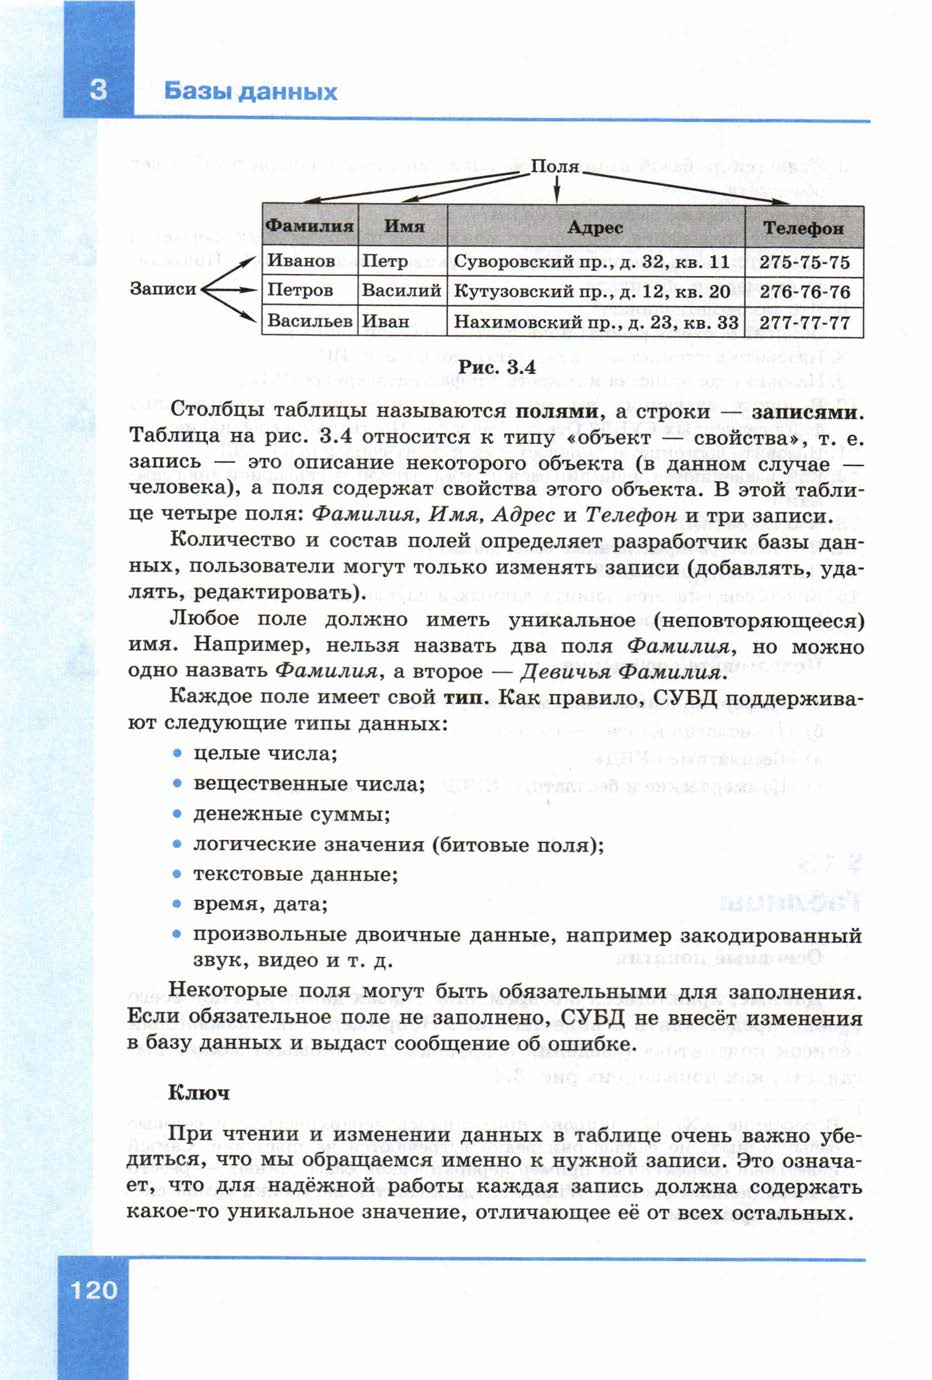 3 Базы данных
Поля
Фамилия Имя Адрес Телефон
Иванов Петр Суворовский пр., д. 32, кв. 11 275-75-75
Записи
Петров Василий Кутузовский пр., д. 12, кв. 20 276-76-76
Васильев Иван Нахимовский пр., д. 23, кв. 33 277-77-77
Рис. 3.4
Столбцы таблицы называются полями, а строки — записями.
Таблица на рис. 3.4 относится к типу «объект — свойства», т. е.
запись — это описание некоторого объекта (в данном случае —
человека), а поля содержат свойства этого объекта. В этой табли-
це четыре поля: Фамилия, Имя, Адрес и Телефон и три записи.
Количество и состав полей определяет разработчик базы дан-
ных, пользователи могут только изменять записи (добавлять, уда-
лять, редактировать).
Любое поле должно иметь уникальное (неповторяющееся)
имя. Например, нельзя назвать два поля Фамилия, но можно
одно назвать Фамилия, а второе — Девичья Фамилия.
Каждое поле имеет свой тип. Как правило, СУБД поддержива-
ют следующие типы данных:
• целые числа;
• вещественные числа;
• денежные суммы;
• логические значения (битовые поля);
• текстовые данные;
• время, дата;
• произвольные двоичные данные, например закодированный
звук, видео и т. д.
Некоторые поля могут быть обязательными для заполнения.
Если обязательное поле не заполнено, СУБД не внесёт изменения
в базу данных и выдаст сообщение об ошибке.
Ключ
При чтении и изменении данных в таблице очень важно убе-
диться, что мы обращаемся именно к нужной записи. Это означа-
ет, что для надёжной работы каждая запись должна содержать
какое-то уникальное значение, отличающее её от всех остальных.
120